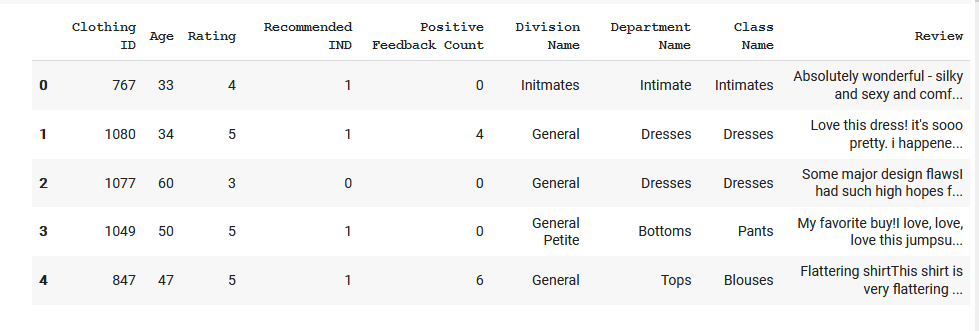 Clothing ID Age Rating Recommended IND Positive Feedback Count Division Name Department Name Class Name Review
0 767 33 4 1 0 Initmates Intimate Intimates Absolutely wonderful - silky and sexy and comf...
1 1080 34 5 1 4 General Dresses Dresses Love this dress! it's sooo pretty. i happene...
2 1077 60 3 0 0 General Dresses Dresses Some major design flawsI had such high hopes f...
3 1049 50 5 1 0 General Petite Bottoms Pants My favorite buy!I love, love, love this jumpsu...
4 847 47 5 1 6 General Tops Blouses Flattering shirtThis shirt is very flattering ...